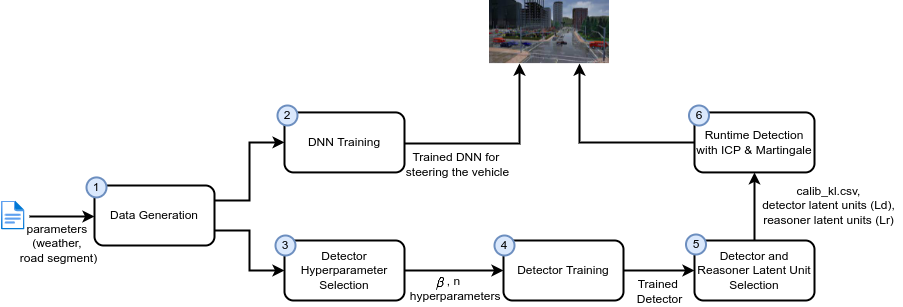 parameters
(weather,
road segment)
1
Data Generation
2
DNN Training
Trained DNN for
steering the vehicle
3
Detector
Hyperparameter
Selection
β, n
hyperparameters
4
Detector Training
Trained
Detector
5
Detector and
Reasoner Latent Unit
Selection
calib_kl.csv,
detector latent units (Ld),
reasoner latent units (Lr)
6
Runtime Detection
with ICP & Martingale